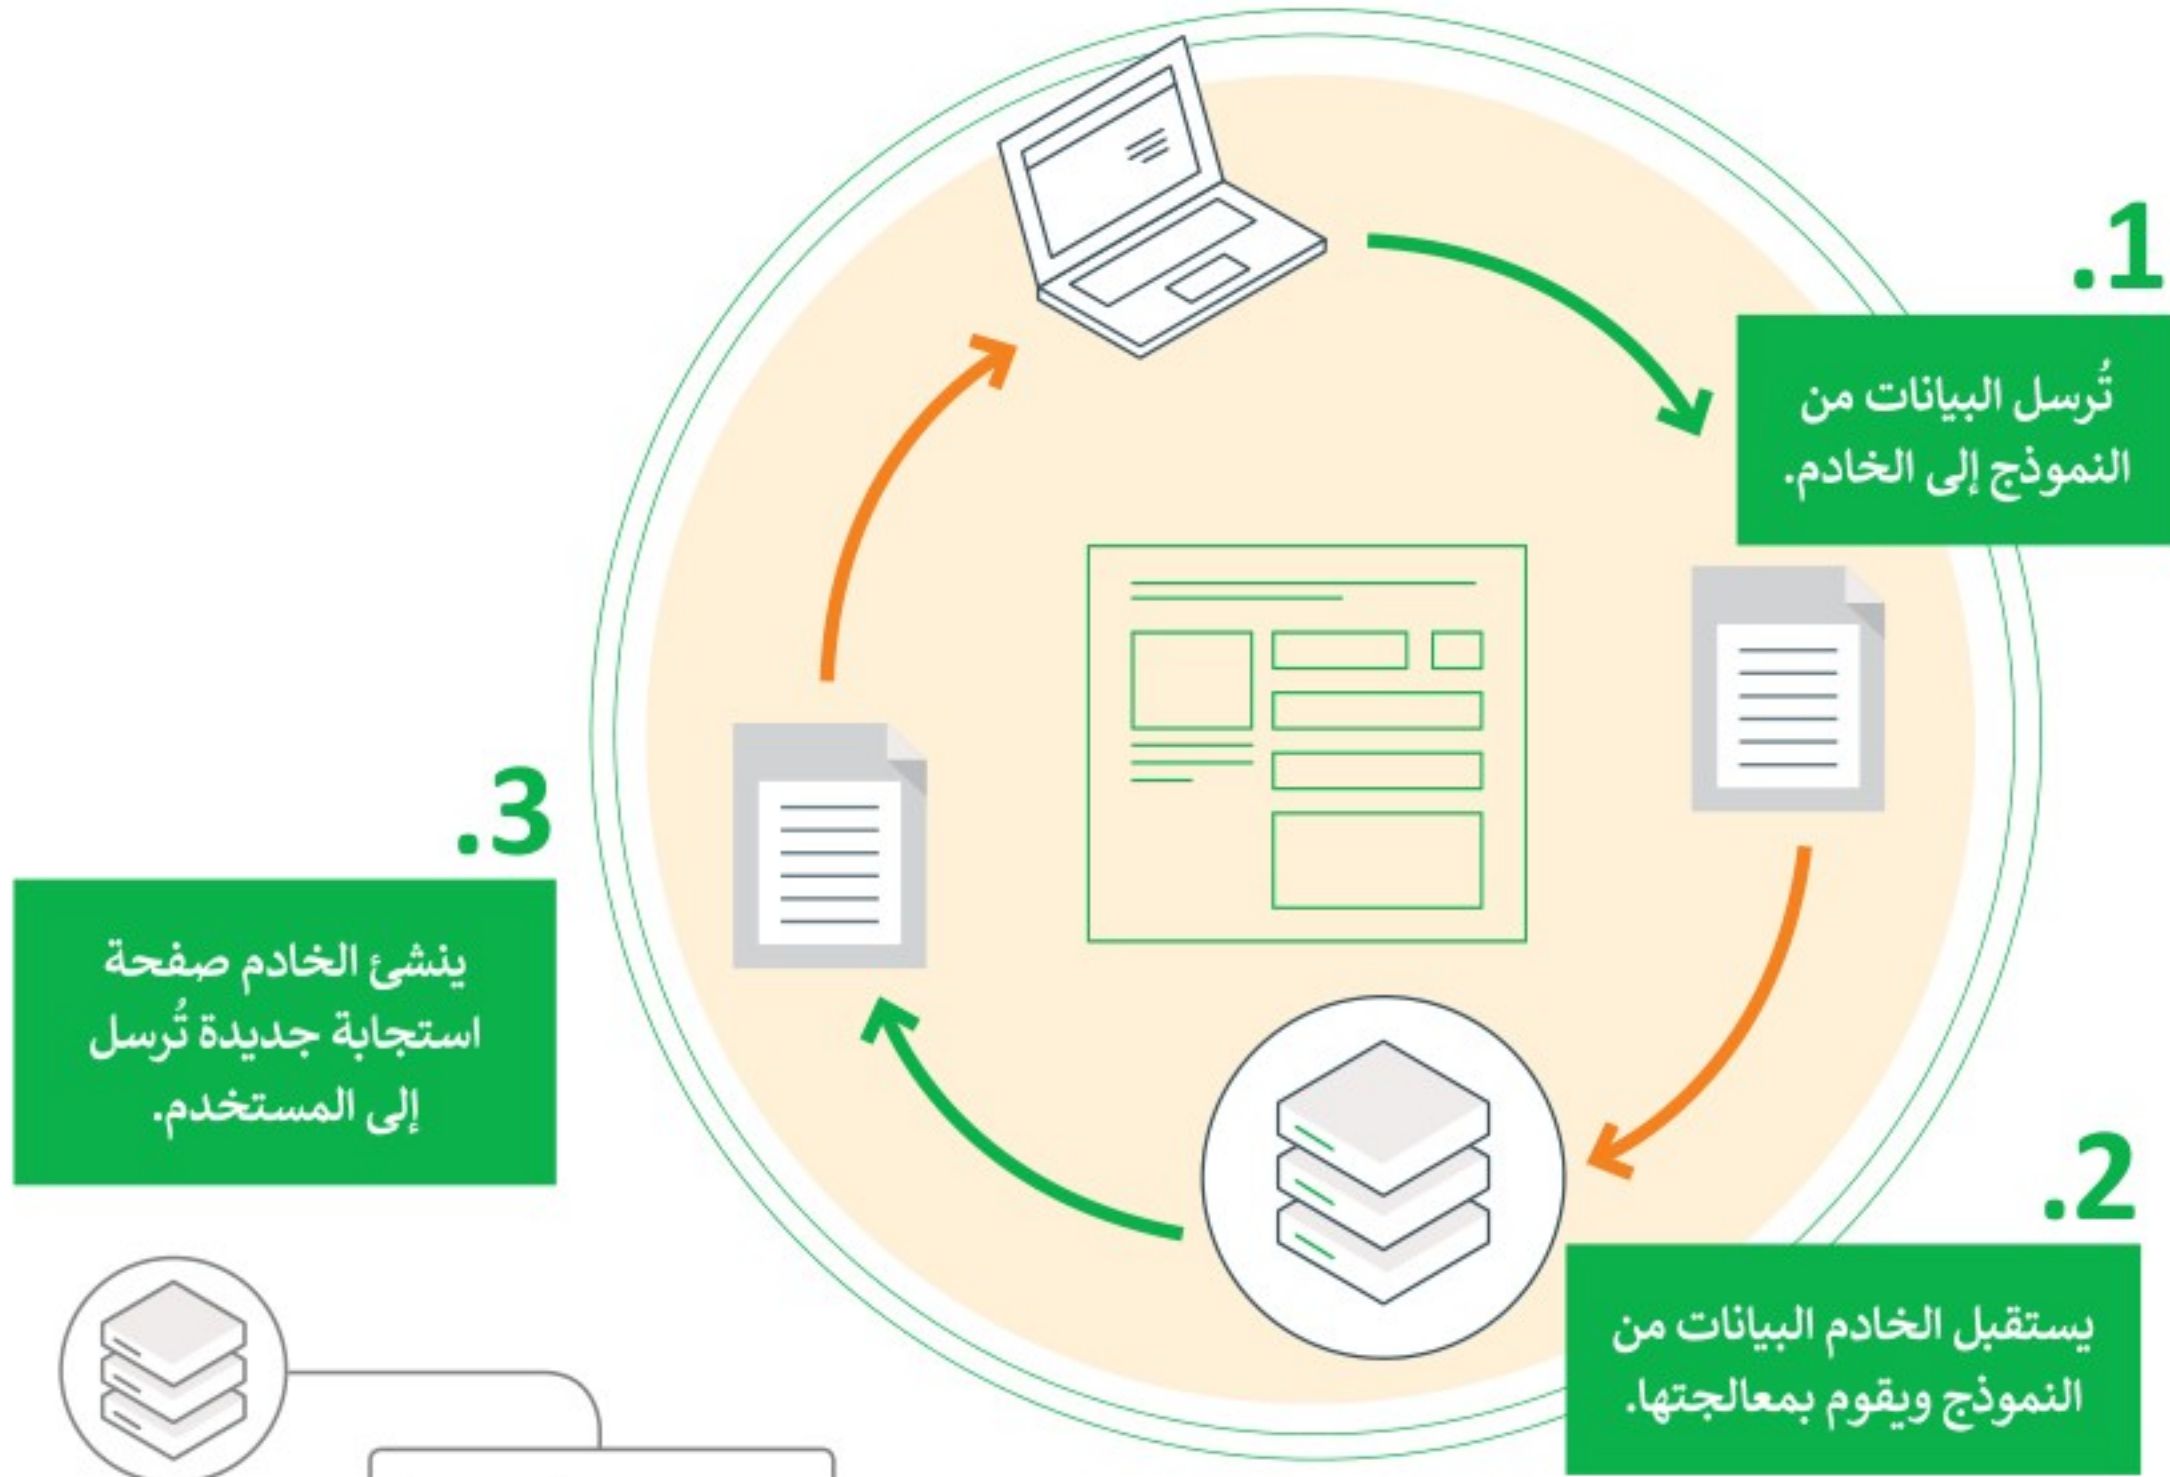 1.
تُرسل البيانات من
النموذج إلى الخادم.
2.
يستقبل الخادم البيانات من
النموذج ويقوم بمعالجتها.
3.
ينشئ الخادم صفحة
استجابة جديدة تُرسل
إلى المستخدم.